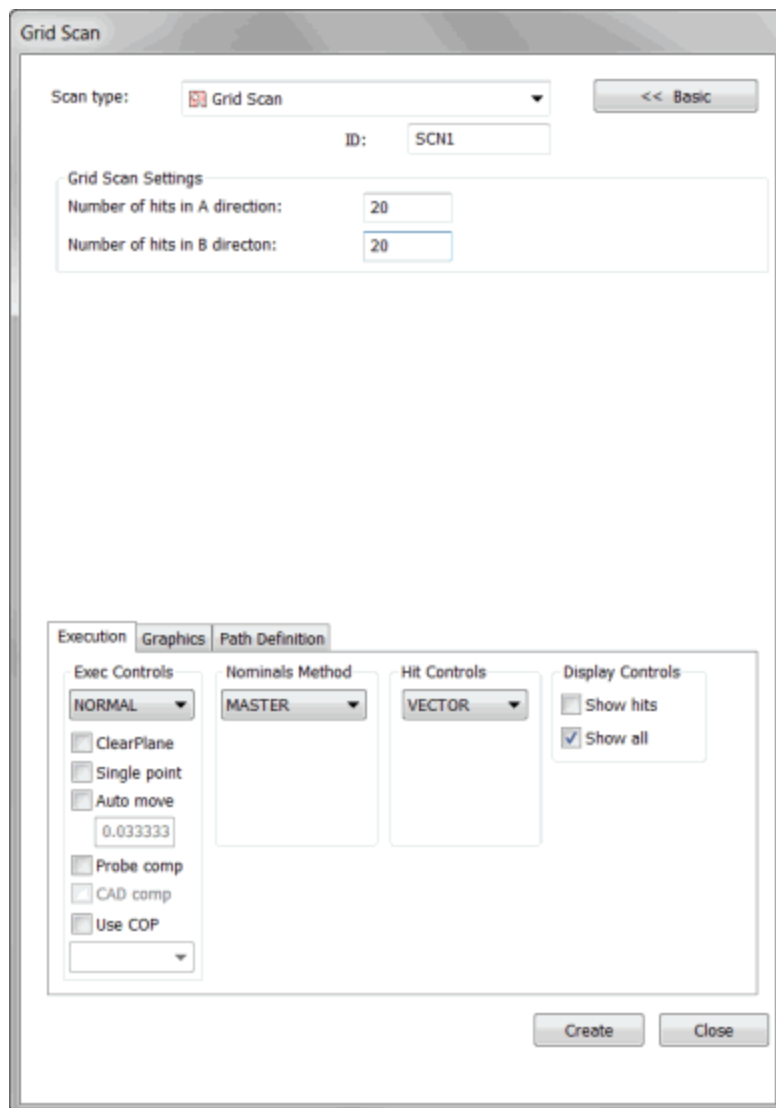 Grid Scan
Scan type: Grid Scan << Basic
ID: SCN1
Grid Scan Settings
Number of hits in A direction: 20
Number of hits in B directon: 20
Execution Graphics Path Definition
Exec Controls Nominals Method Hit Controls Display Controls
NORMAL MASTER VECTOR Show hits
ClearPlane Show all
Single point
Auto move
0.033333
Probe comp
CAD comp
Use COP
Create Close